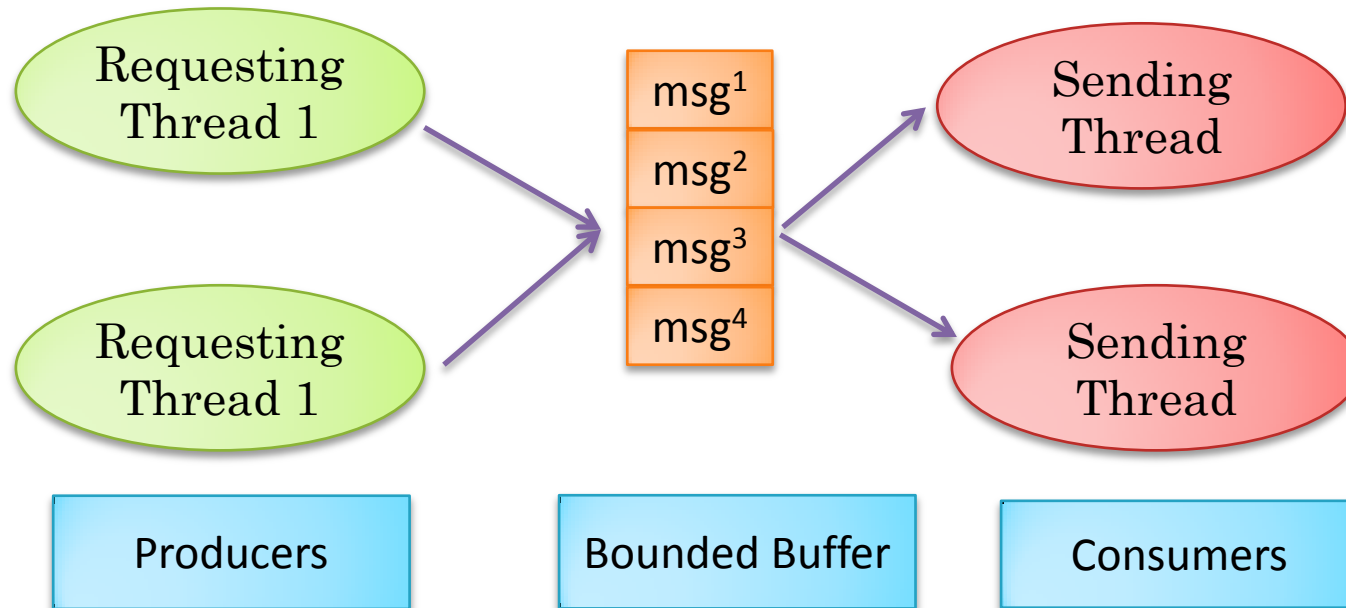 Requesting
Thread 1
msg¹
msg²
msg³
msg⁴
Sending
Thread
Requesting
Thread 1
Sending
Thread
Producers
Bounded Buffer
Consumers